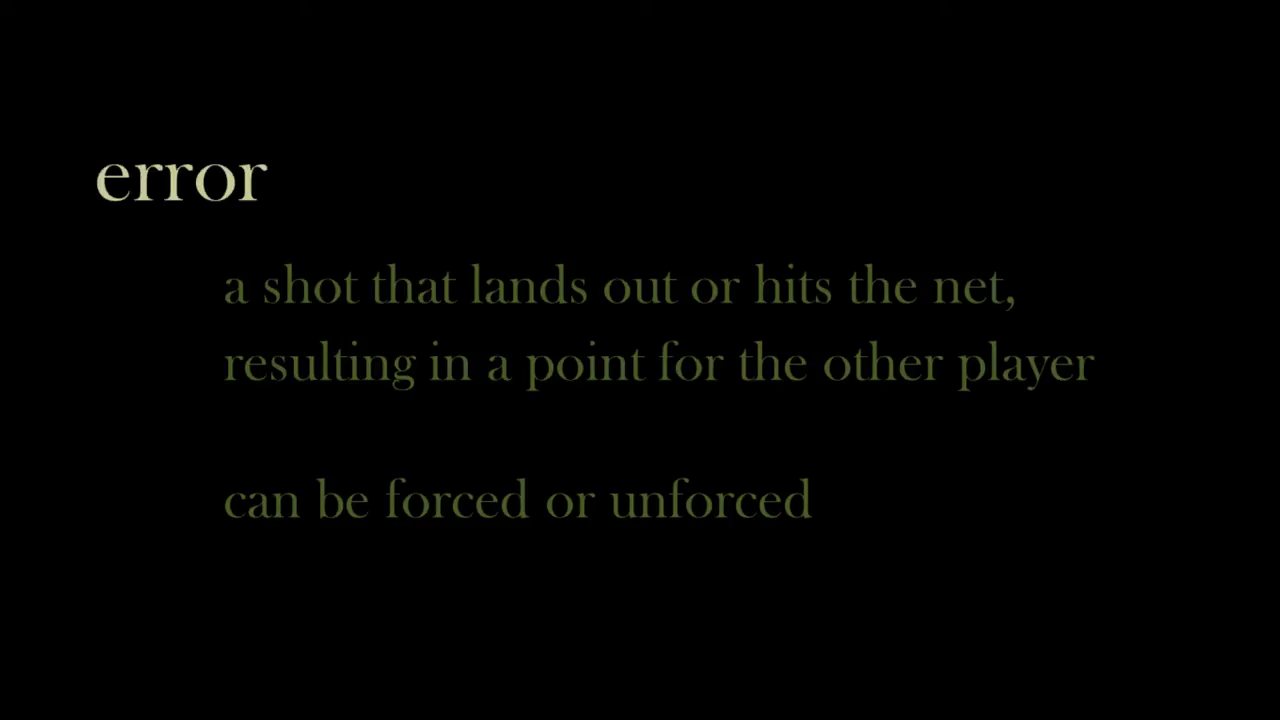 error
a shot that lands out or hits the net,
resulting in a point for the other player
can be forced or unforced